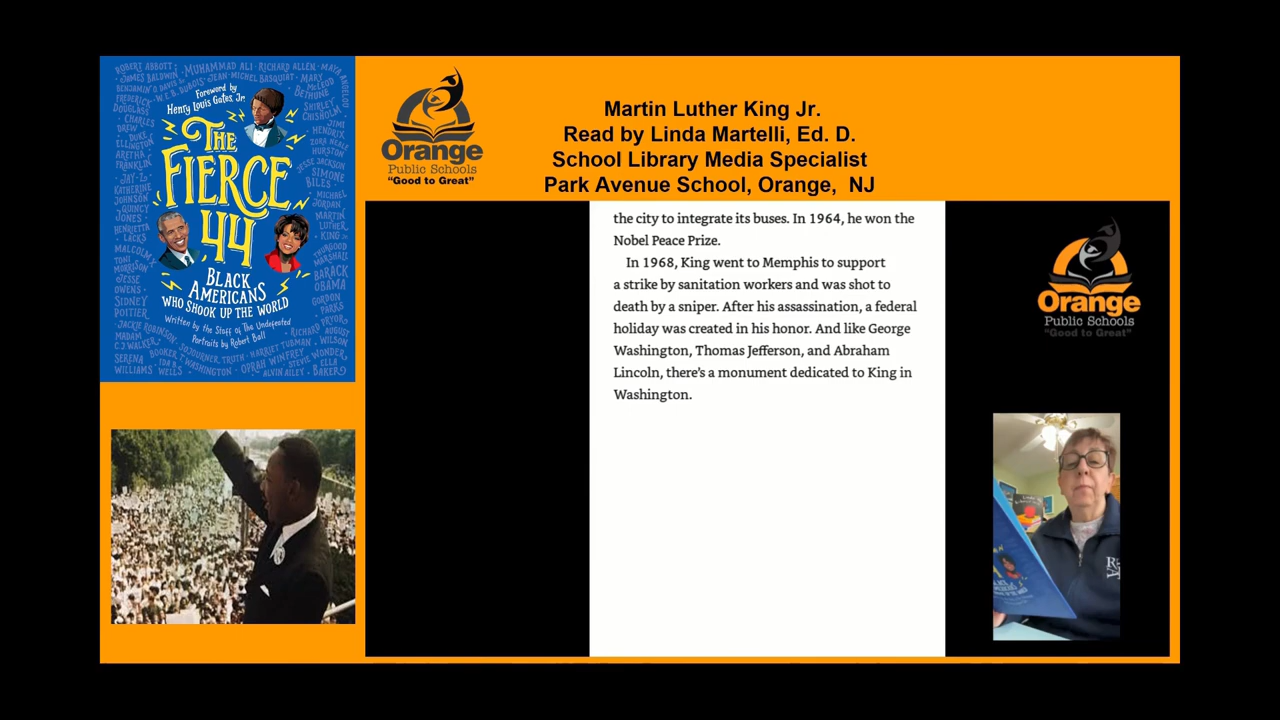 Foreword by
Henry Louis Gates, Jr.
THE
FIERCE
44
BLACK
AMERICANS
WHO SHOOK UP THE WORLD
Written by the Staff of The Undefeated
Portraits by Robert Ball
ROBERT ABBOTT · MUHAMMAD ALI · RICHARD ALLEN · MAYA ANGELOU
JAMES BALDWIN · JEAN-MICHEL BASQUIAT · MARY MCLEOD BETHUNE
W. E. B. DUBOIS
FREDERICK
DOUGLASS
CHARLES
DREW
DUKE
ELLINGTON
ARETHA
FRANKLIN
JAY-Z
KATHERINE
JOHNSON
QUINCY
JONES
HENRIETTA
LACKS
MALCOLM X
TONI
MORRISON
JESSE
OWENS
SIDNEY
POITIER
JACKIE ROBINSON
MADAM
C.J. WALKER
SERENA
WILLIAMS
SHIRLEY
CHISHOLM
JIMI
HENDRIX
ZORA NEALE
HURSTON
JESSE JACKSON
SIMONE
BILES
MICHAEL
JORDAN
MARTIN
LUTHER
KING
THURGOOD
MARSHALL
BARACK
OBAMA
GORDON
PARKS
RICHARD PRYOR
AUGUST
WILSON
SOJOURNER TRUTH · HARRIET TUBMAN
BOOKER T. WASHINGTON · OPRAH WINFREY · STEVIE WONDER
IDA B.
WELLS
ALVIN AILEY
ELLA
BAKER
Orange
Public Schools
"Good to Great"
Martin Luther King Jr.
Read by Linda Martelli, Ed. D.
School Library Media Specialist
Park Avenue School, Orange, NJ
the city to integrate its buses. In 1964, he won the
Nobel Peace Prize.
In 1968, King went to Memphis to support
a strike by sanitation workers and was shot to
death by a sniper. After his assassination, a federal
holiday was created in his honor. And like George
Washington, Thomas Jefferson, and Abraham
Lincoln, there's a monument dedicated to King in
Washington.
Orange
Public Schools
"Good to Great"